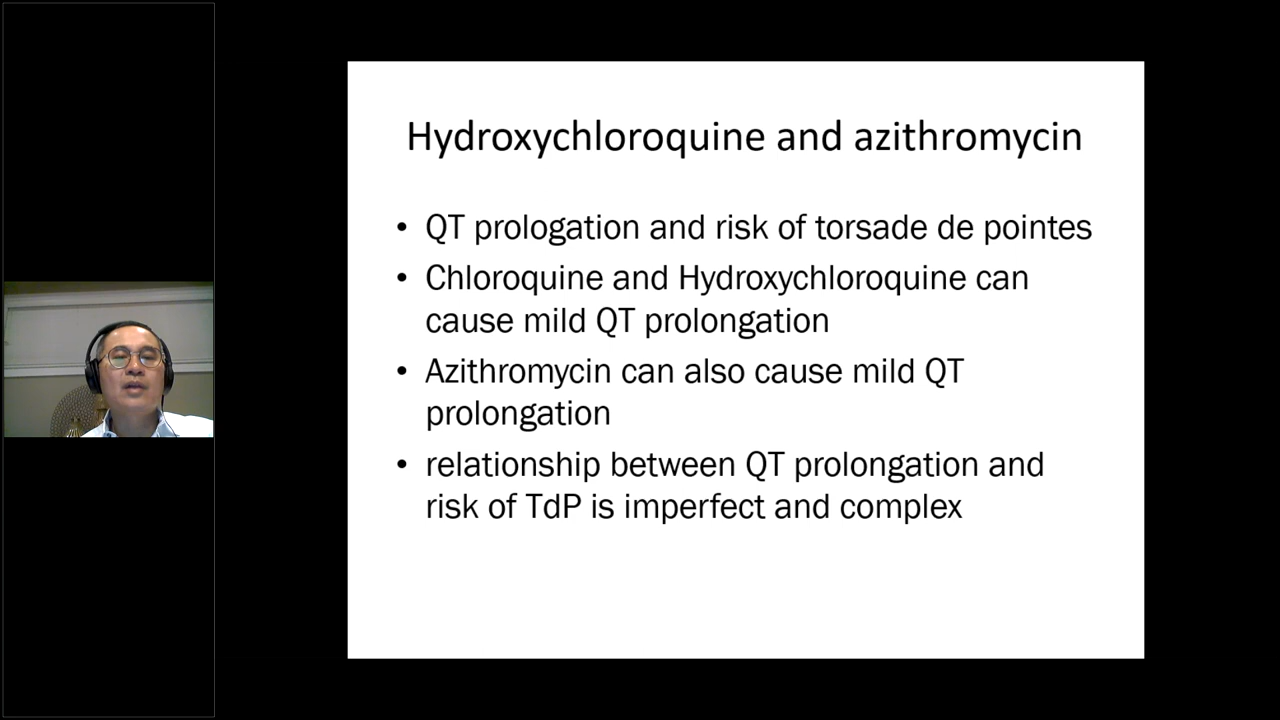 Hydroxychloroquine and azithromycin
• QT prologation and risk of torsade de pointes
• Chloroquine and Hydroxychloroquine can
cause mild QT prolongation
• Azithromycin can also cause mild QT
prolongation
• relationship between QT prolongation and
risk of TdP is imperfect and complex